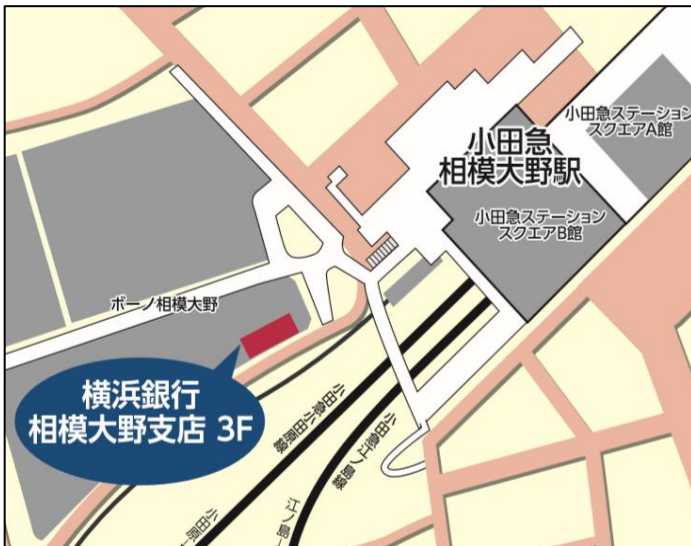 小田急ステーション
スクエアA館
小田急
相模大野駅
小田急ステーション
スクエアB館
ボーノ相模大野
横浜銀行
相模大野支店 3F
小田急小田原線
小田急江ノ島線
小田原→
江ノ島→